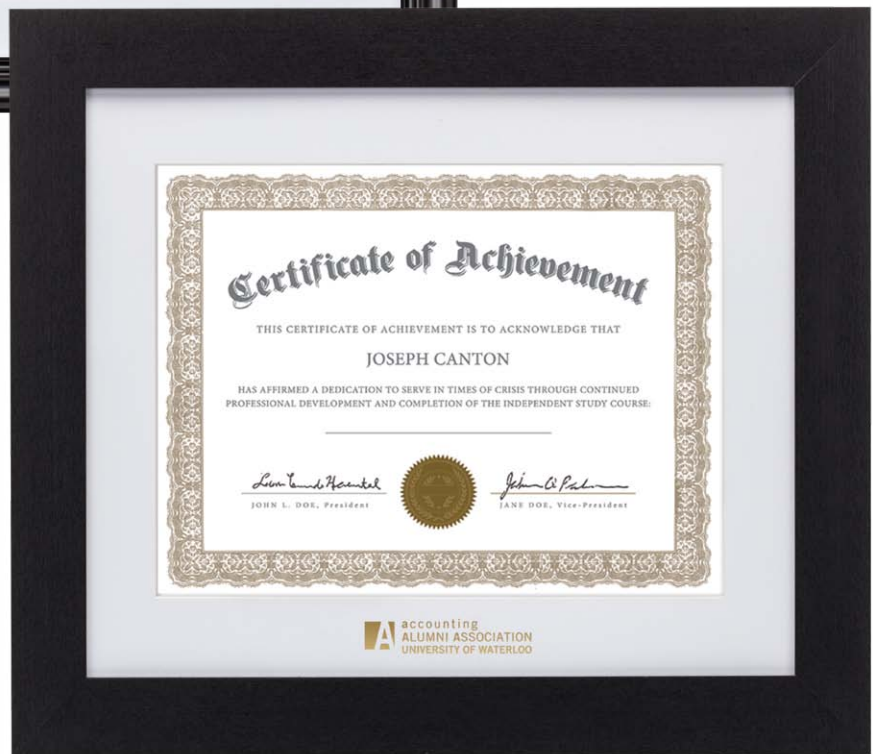 Certificate of Achievement
THIS CERTIFICATE OF ACHIEVEMENT IS TO ACKNOWLEDGE THAT
JOSEPH CANTON
HAS AFFIRMED A DEDICATION TO SERVE IN TIMES OF CRISIS THROUGH CONTINUED
PROFESSIONAL DEVELOPMENT AND COMPLETION OF THE INDEPENDENT STUDY COURSE:
JOHN L. DOE, President
JANE DOE, Vice-President
A
accounting
ALUMNI ASSOCIATION
UNIVERSITY OF WATERLOO